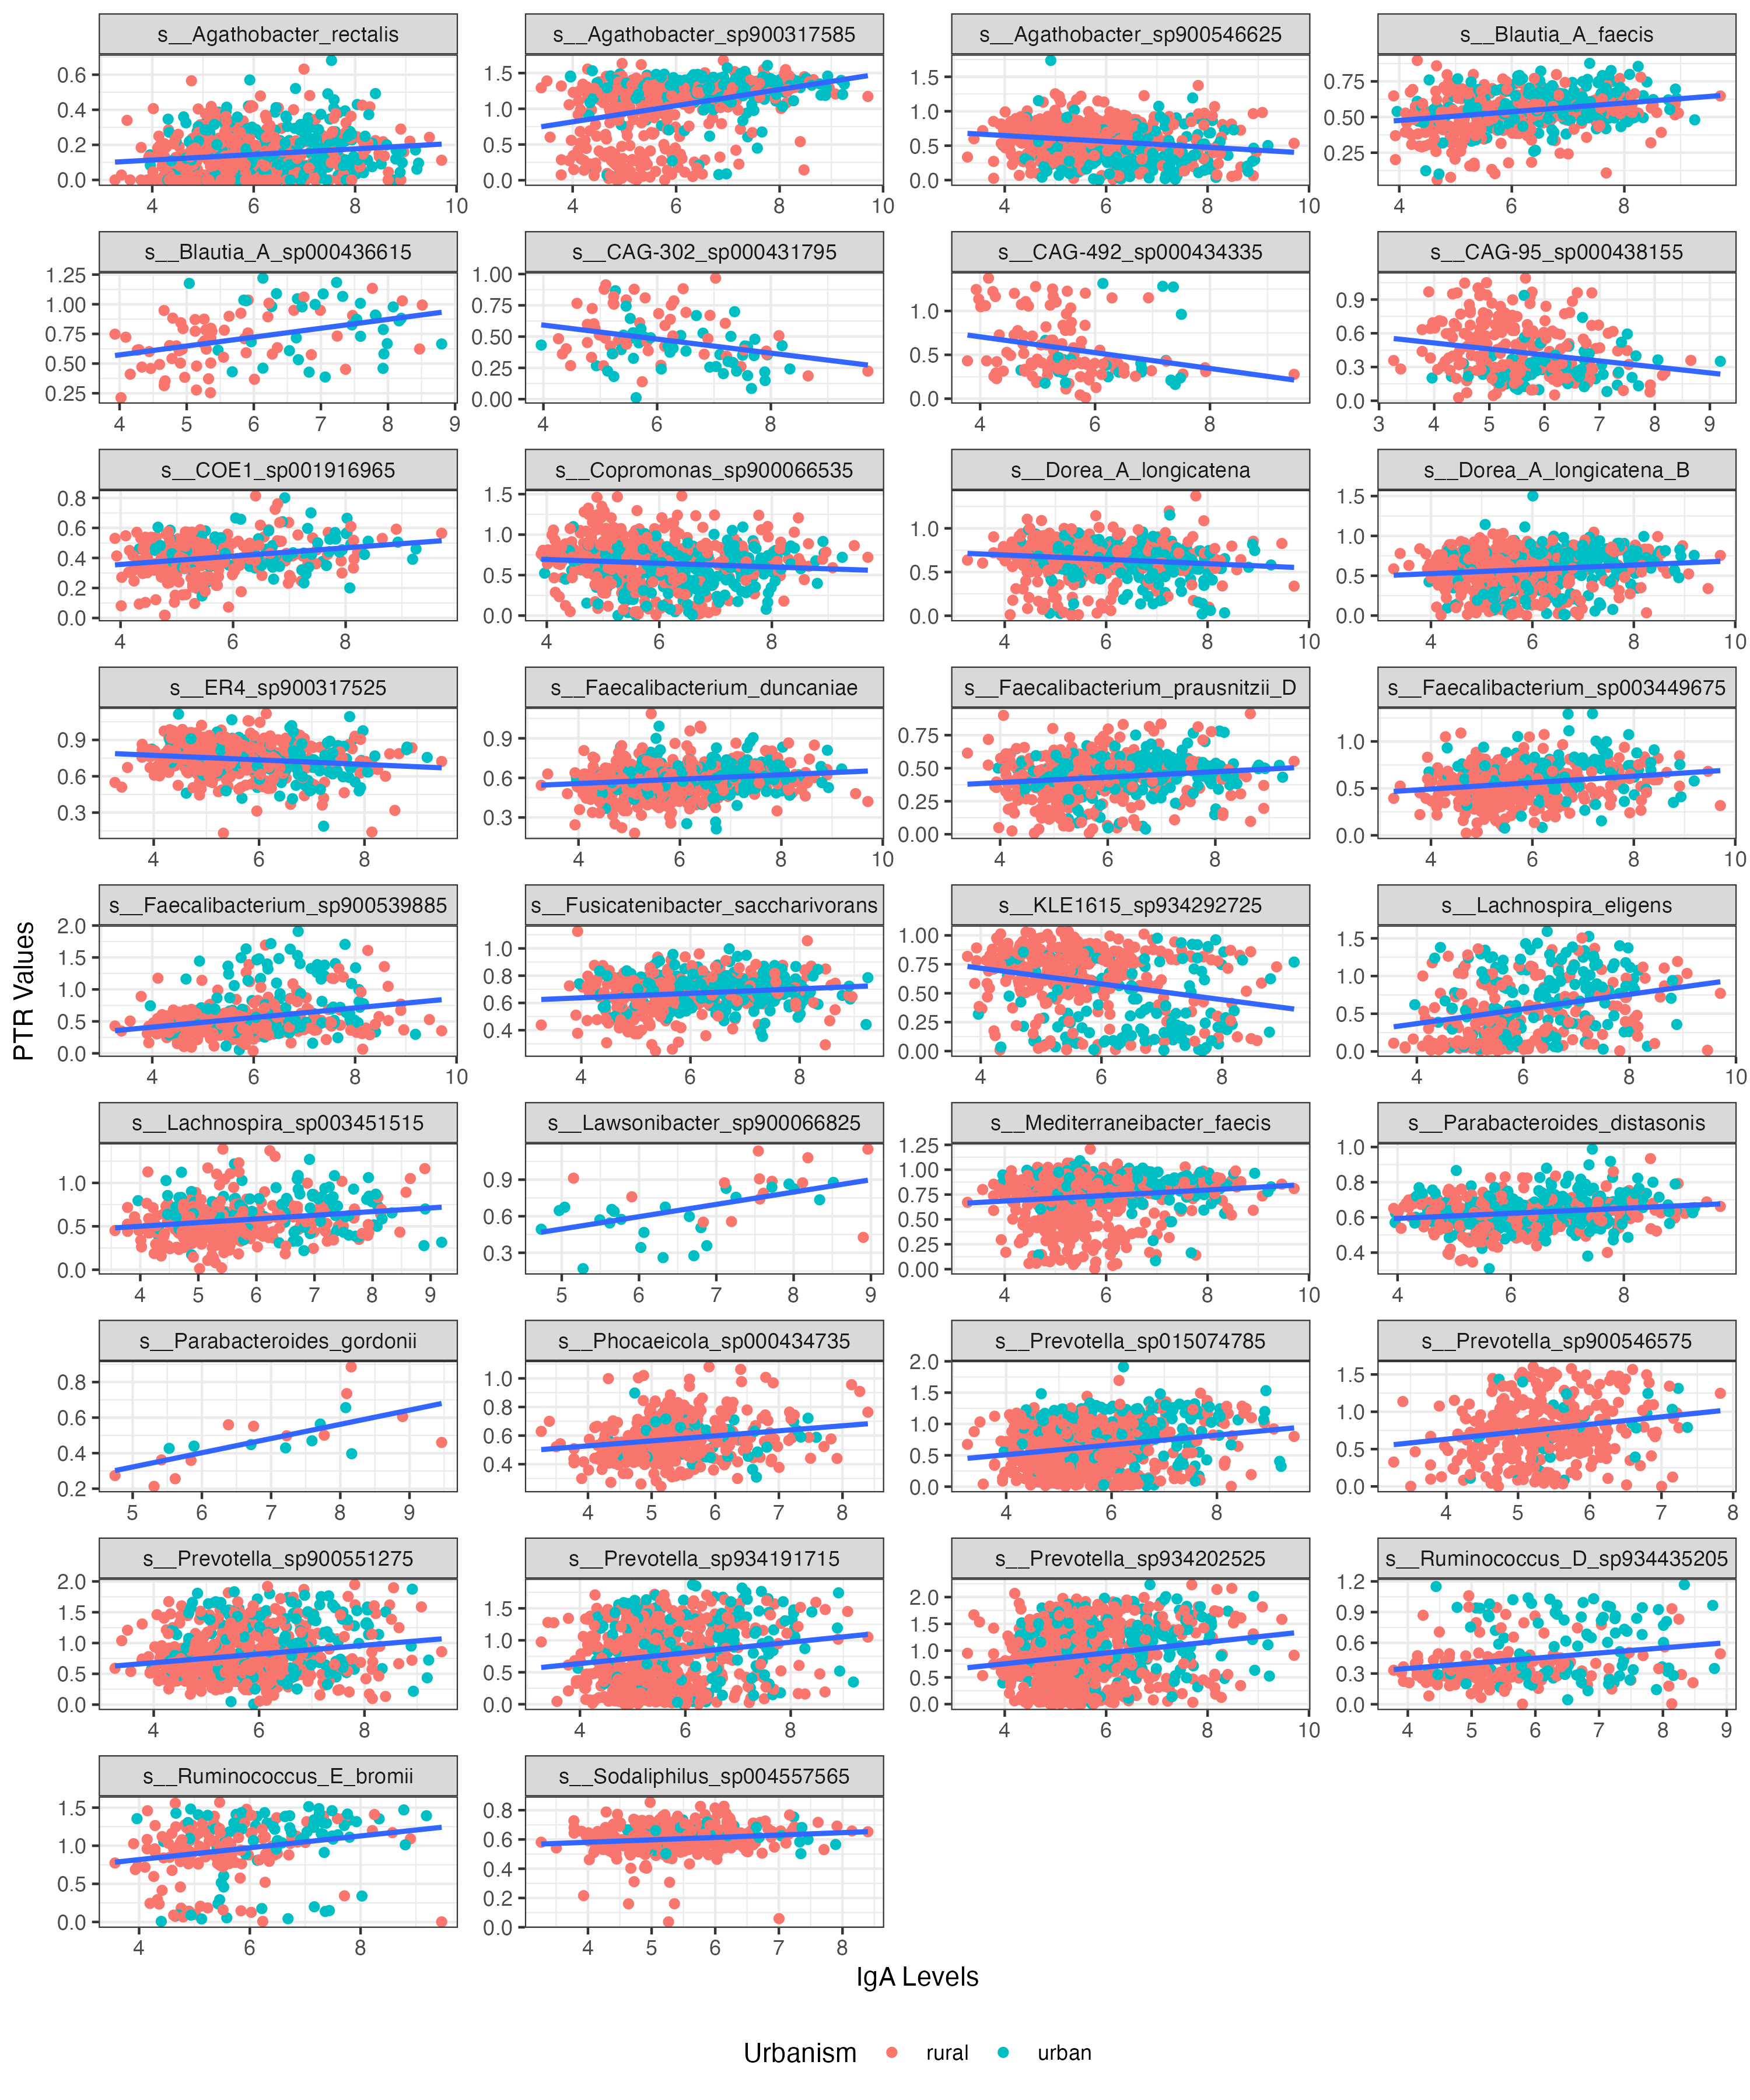 s__Agathobacter_rectalis
s__Agathobacter_sp900317585
s__Agathobacter_sp900546625
s__Blautia_A_faecis
0.6
0.4
0.2
0.0
4 6 8 10
1.5
1.0
0.5
0.0
4 6 8 10
1.5
1.0
0.5
0.0
4 6 8 10
0.75
0.50
0.25
4 6 8
s__Blautia_A_sp000436615
s__CAG-302_sp000431795
s__CAG-492_sp000434335
s__CAG-95_sp000438155
1.25
1.00
0.75
0.50
0.25
4 5 6 7 8 9
1.00
0.75
0.50
0.25
0.00
4 6 8
1.0
0.5
0.0
4 6 8
0.9
0.6
0.3
0.0
3 4 5 6 7 8 9
s__COE1_sp001916965
s__Copromonas_sp900066535
s__Dorea_A_longicatena
s__Dorea_A_longicatena_B
0.8
0.6
0.4
0.2
0.0
4 6 8
1.5
1.0
0.5
0.0
4 6 8
1.0
0.5
0.0
4 6 8 10
1.5
1.0
0.5
0.0
4 6 8 10
s__ER4_sp900317525
s__Faecalibacterium_duncaniae
s__Faecalibacterium_prausnitzii_D
s__Faecalibacterium_sp003449675
0.9
0.6
0.3
4 6 8
0.9
0.6
0.3
4 6 8 10
0.75
0.50
0.25
0.00
4 6 8
1.0
0.5
0.0
4 6 8 10
s__Faecalibacterium_sp900539885
s__Fusicatenibacter_saccharivorans
s__KLE1615_sp934292725
s__Lachnospira_eligens
2.0
1.5
1.0
0.5
0.0
4 6 8 10
1.0
0.8
0.6
0.4
4 6 8
1.00
0.75
0.50
0.25
0.00
4 6 8
1.5
1.0
0.5
0.0
4 6 8 10
s__Lachnospira_sp003451515
s__Lawsonibacter_sp900066825
s__Mediterraneibacter_faecis
s__Parabacteroides_distasonis
1.0
0.5
0.0
4 5 6 7 8 9
0.9
0.6
0.3
5 6 7 8 9
1.25
1.00
0.75
0.50
0.25
0.00
4 6 8 10
1.0
0.8
0.6
0.4
4 6 8
s__Parabacteroides_gordonii
s__Phocaeicola_sp000434735
s__Prevotella_sp015074785
s__Prevotella_sp900546575
0.8
0.6
0.4
0.2
5 6 7 8 9
1.0
0.8
0.6
0.4
4 5 6 7 8
2.0
1.5
1.0
0.5
0.0
4 6 8
1.5
1.0
0.5
0.0
4 5 6 7 8
s__Prevotella_sp900551275
s__Prevotella_sp934191715
s__Prevotella_sp934202525
s__Ruminococcus_D_sp934435205
2.0
1.5
1.0
0.5
0.0
4 6 8
1.5
1.0
0.5
0.0
4 6 8
2.0
1.5
1.0
0.5
0.0
4 6 8 10
1.2
0.9
0.6
0.3
0.0
4 5 6 7 8 9
s__Ruminococcus_E_bromii
s__Sodaliphilus_sp004557565
1.5
1.0
0.5
0.0
4 6 8
0.8
0.6
0.4
0.2
0.0
4 5 6 7 8
PTR Values
IgA Levels
Urbanism rural urban